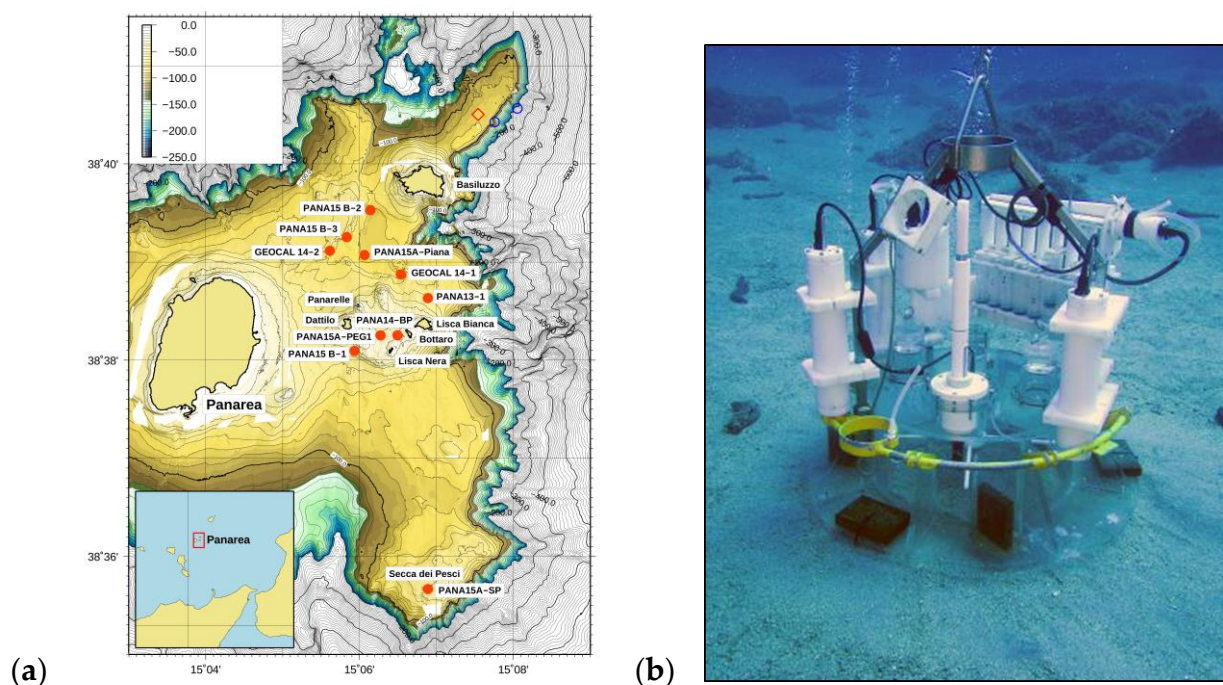 0.0
−50.0
−100.0
−150.0
−200.0
−250.0
38°40'
38°38'
38°36'
15°04'
15°06'
15°08'
Basiluzzo
PANA15 B−2
PANA15 B−3
GEOCAL 14−2
PANA15A−Piana
GEOCAL 14−1
PANA13−1
Panarelle
Dattilo
PANA14−BP
Lisca Bianca
PANA15A−PEG1
Bottaro
PANA15 B−1
Lisca Nera
Panarea
Panarea
Secca dei Pesci
PANA15A−SP
(a)
(b)